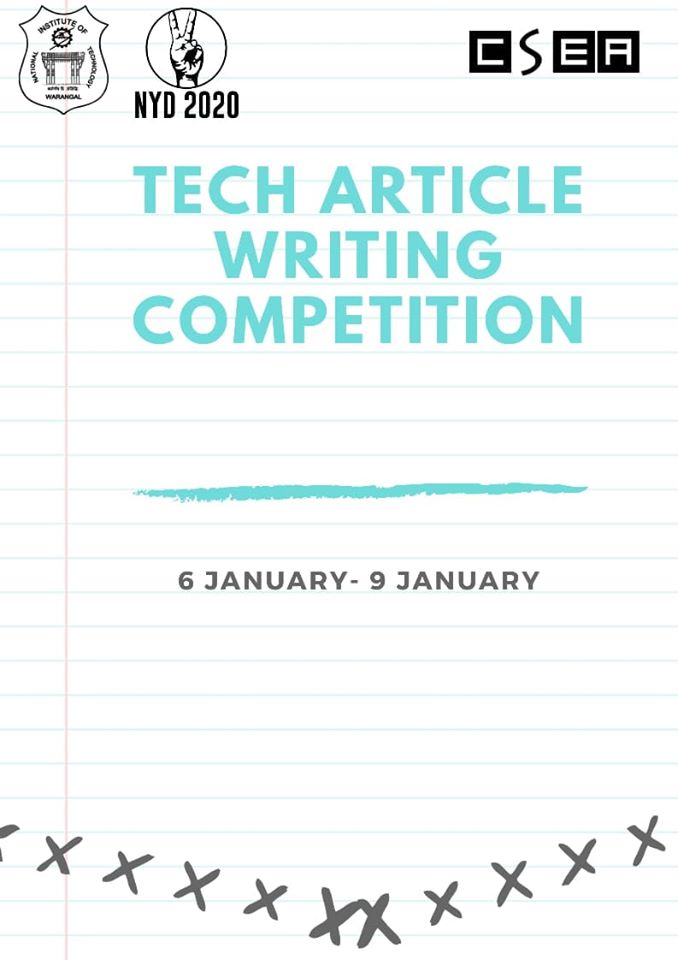 INSTITUTE OF
NATIONAL
TECHNOLOGY
WARANGAL
NYD 2020
CSEA
TECH ARTICLE
WRITING
COMPETITION
6 JANUARY- 9 JANUARY